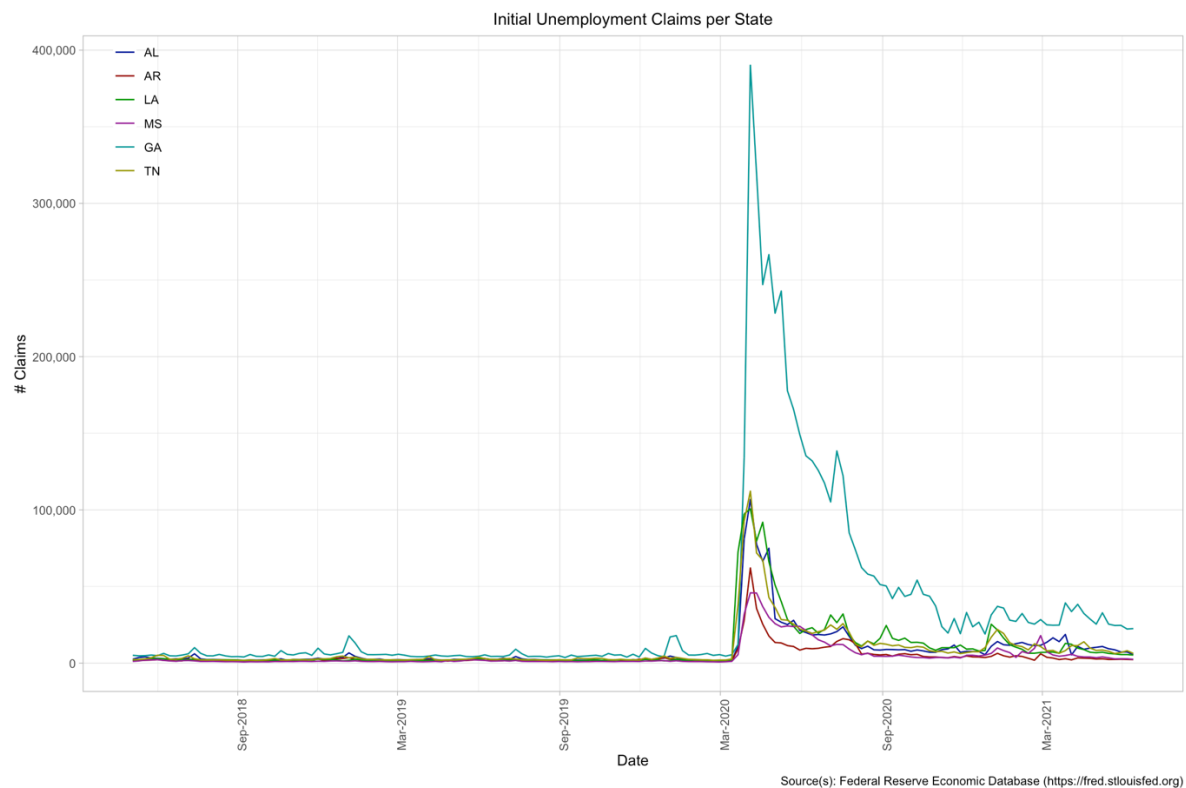 Initial Unemployment Claims per State
AL
AR
LA
MS
GA
TN
400,000
300,000
200,000
100,000
0
# Claims
Sep-2018
Mar-2019
Sep-2019
Mar-2020
Sep-2020
Mar-2021
Date
Source(s): Federal Reserve Economic Database (https://fred.stlouisfed.org)